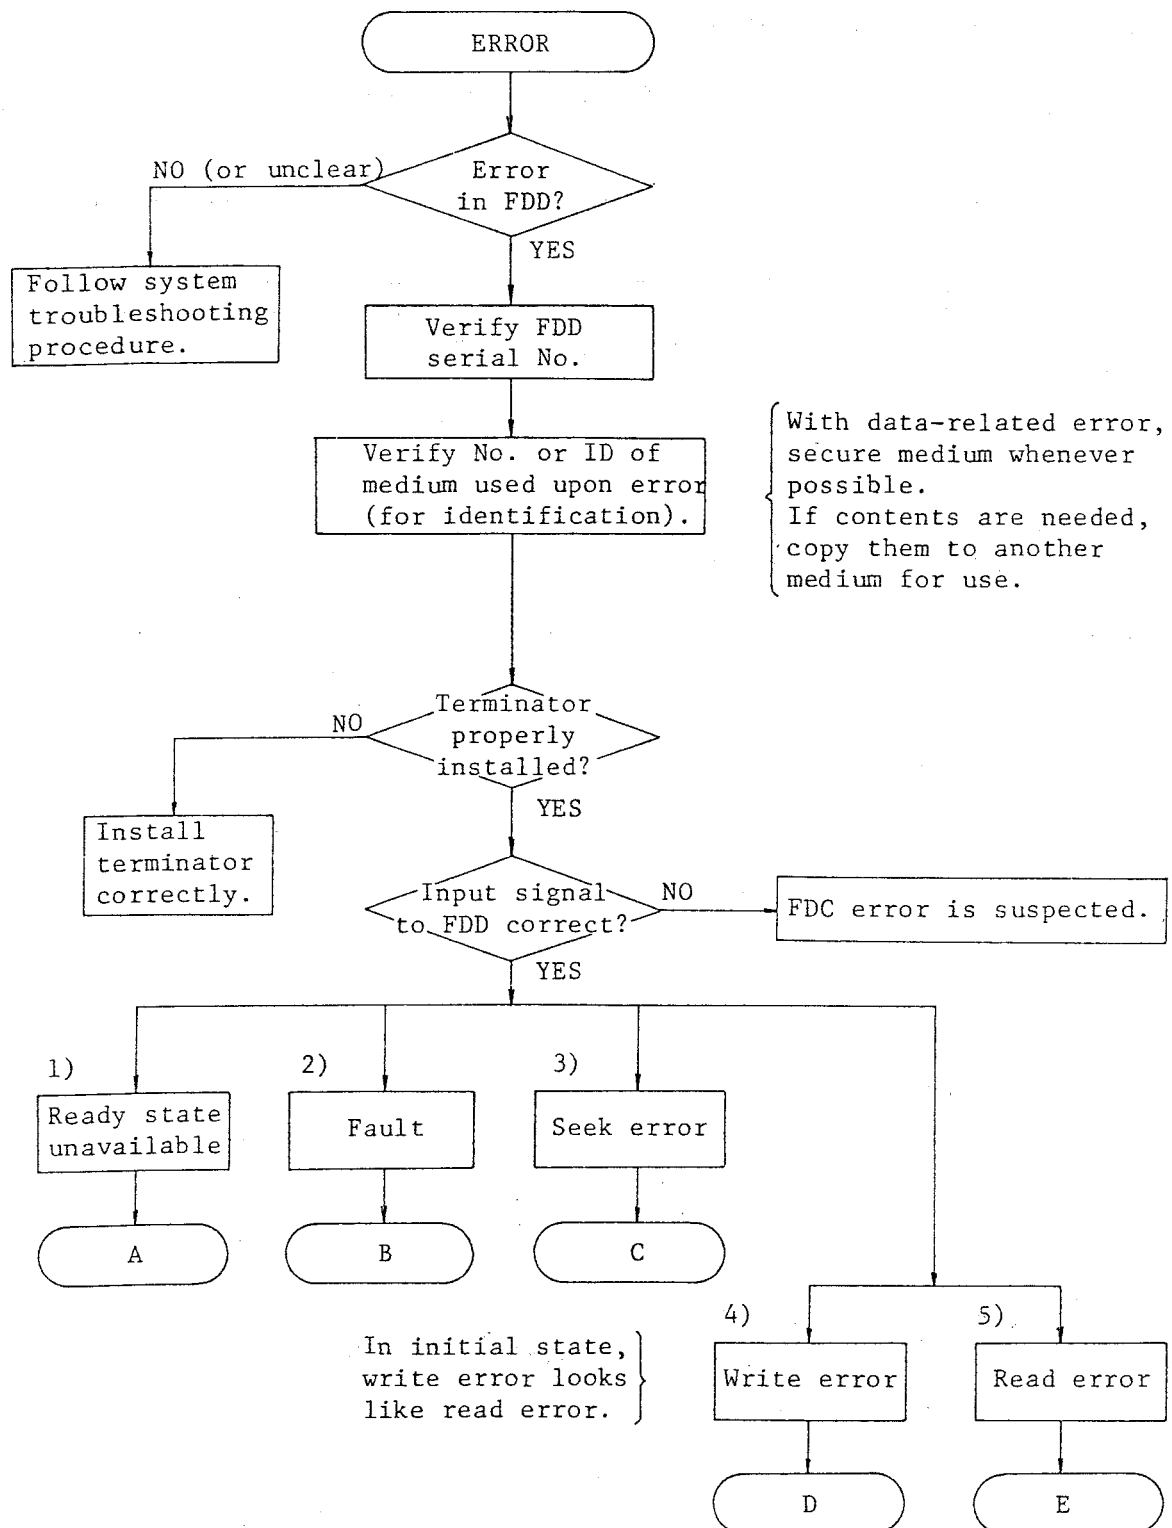 ERROR
NO (or unclear)
Error
in FDD?
YES
Follow system
troubleshooting
procedure.
Verify FDD
serial No.
Verify No. or ID of
medium used upon error
(for identification).
With data-related error,
secure medium whenever
possible.
If contents are needed,
copy them to another
medium for use.
Terminator
properly
installed?
NO
YES
Install
terminator
correctly.
Input signal
to FDD correct?
NO
FDC error is suspected.
YES
1)
Ready state
unavailable
A
2)
Fault
B
3)
Seek error
C
In initial state,
write error looks
like read error.
4)
Write error
D
5)
Read error
E